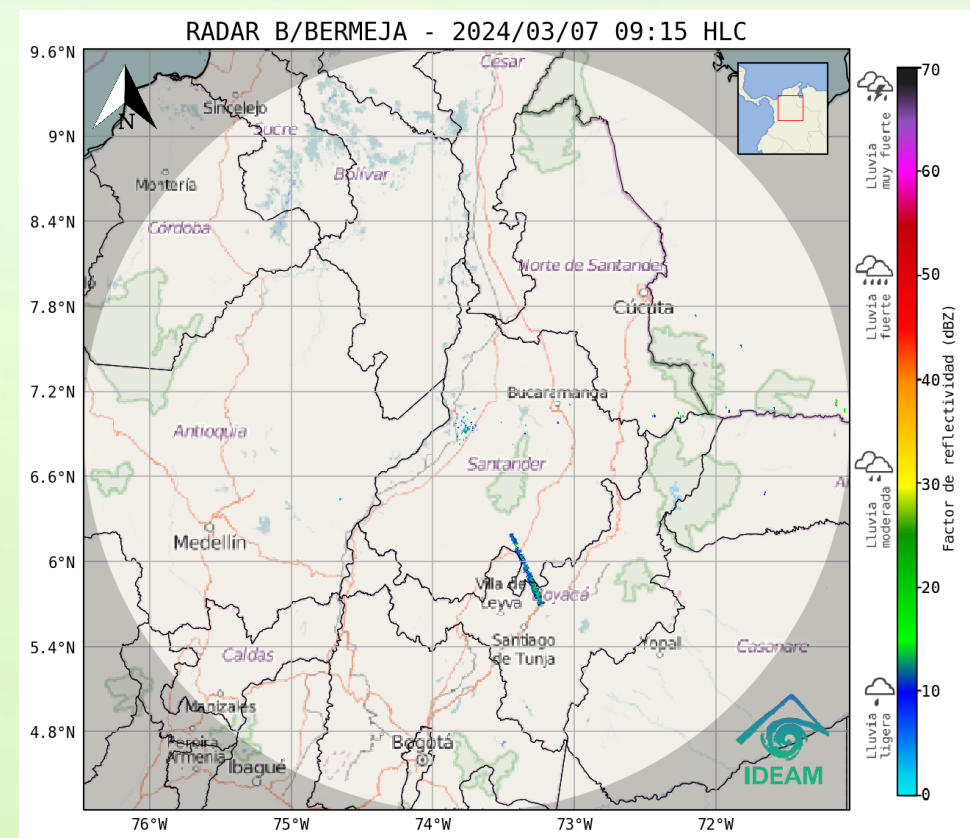 RADAR B/BERMEJA - 2024/03/07 09:15 HLC
9.6°N
9°N
8.4°N
7.8°N
7.2°N
6.6°N
6°N
5.4°N
4.8°N
76°W
75°W
74°W
73°W
72°W
N
César
Sincelejo
Sucre
Montería
Bolívar
Córdoba
Norte de Santander
Cúcuta
Bucaramanga
Antioquia
Santander
Medellín
Villa de
Leyva
Boyacá
Santiago
de Tunja
Yopal
Casanare
Caldas
Manizales
Pereira
Armenia
Ibagué
Bogotá
IDEAM
Lluvia
muy fuerte
Lluvia
fuerte
Lluvia
moderada
Lluvia
ligera
70
60
50
40
30
20
10
0
Factor de reflectividad (dBZ)